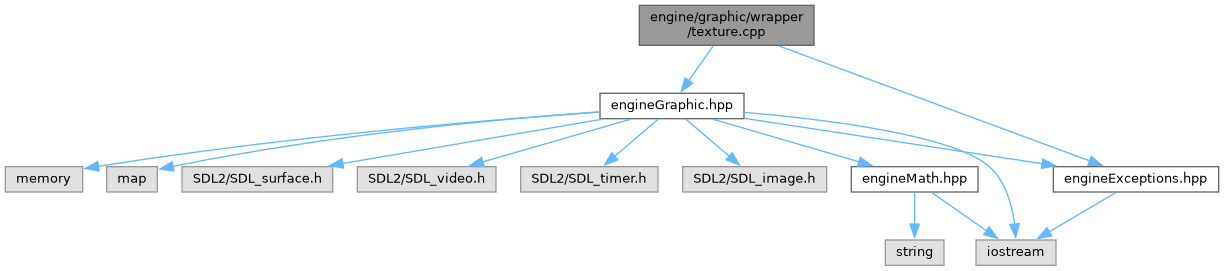 engine/graphic/wrapper
/texture.cpp
engineGraphic.hpp
memory
map
SDL2/SDL_surface.h
SDL2/SDL_video.h
SDL2/SDL_timer.h
SDL2/SDL_image.h
engineMath.hpp
engineExceptions.hpp
string
iostream